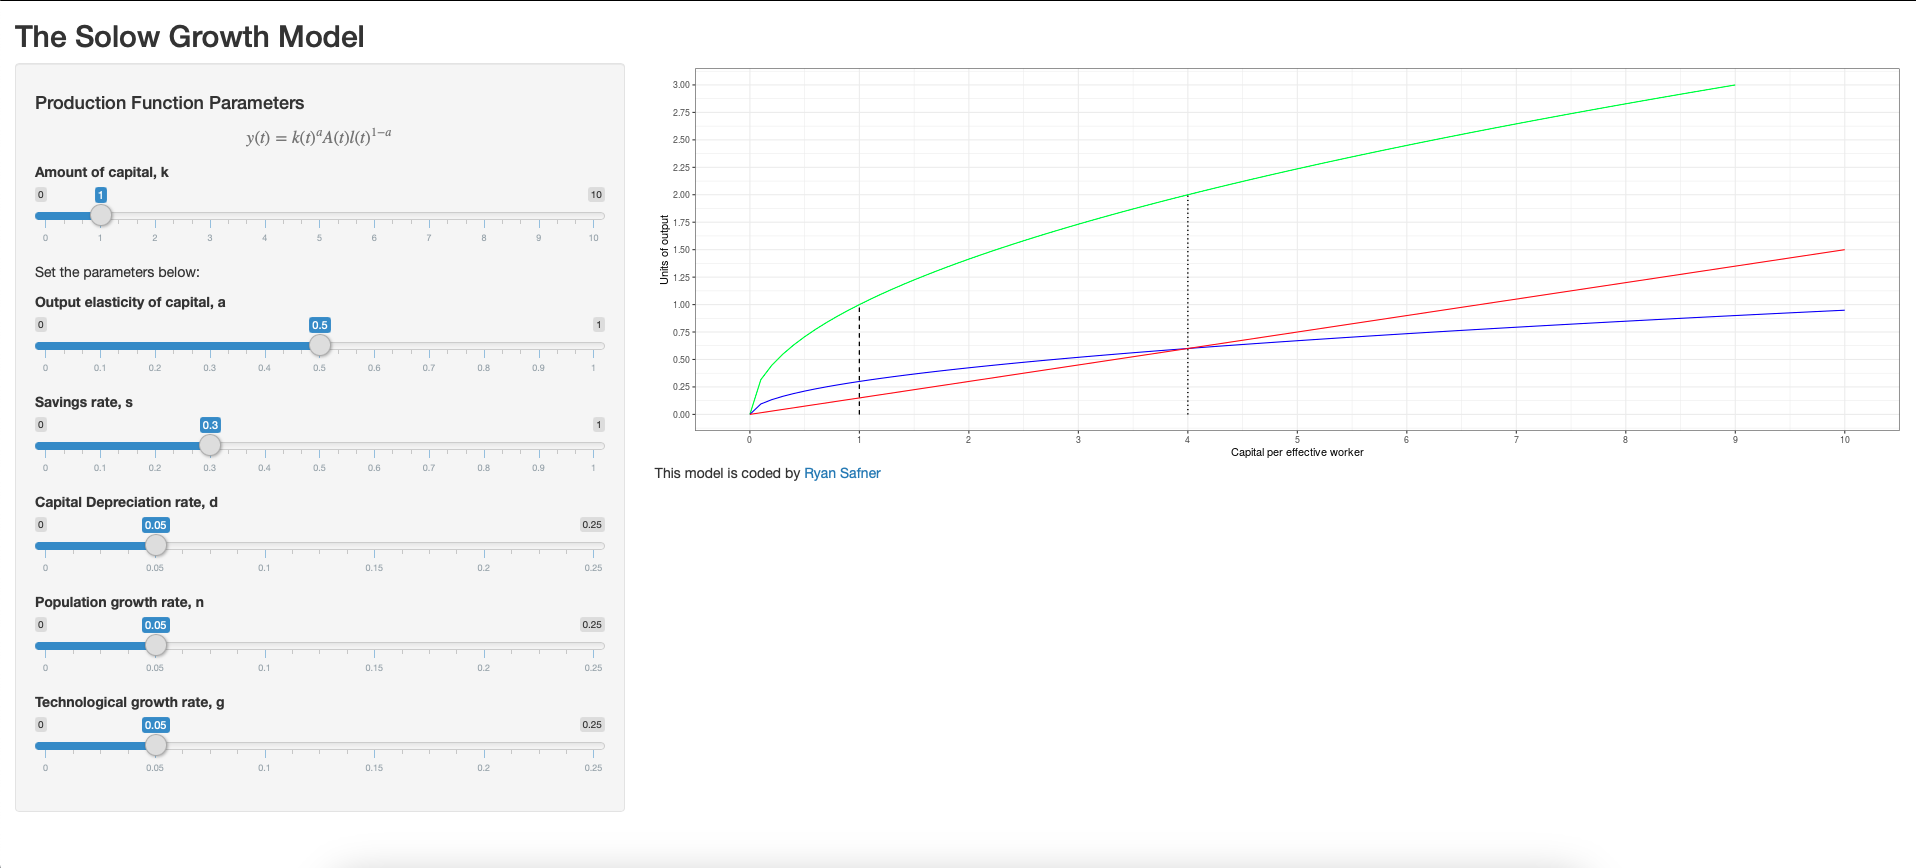 The Solow Growth Model
Production Function Parameters
y(t) = k(t)^a A(t)l(t)^{1−a}
Amount of capital, k
0 1 10
0 1 2 3 4 5 6 7 8 9 10
Set the parameters below:
Output elasticity of capital, a
0 0.5 1
0 0.1 0.2 0.3 0.4 0.5 0.6 0.7 0.8 0.9 1
Savings rate, s
0 0.3 1
0 0.1 0.2 0.3 0.4 0.5 0.6 0.7 0.8 0.9 1
Capital Depreciation rate, d
0 0.05 0.25
0 0.05 0.1 0.15 0.2 0.25
Population growth rate, n
0 0.05 0.25
0 0.05 0.1 0.15 0.2 0.25
Technological growth rate, g
0 0.05 0.25
0 0.05 0.1 0.15 0.2 0.25
Units of output
3.00
2.75
2.50
2.25
2.00
1.75
1.50
1.25
1.00
0.75
0.50
0.25
0.00
0 1 2 3 4 5 6 7 8 9 10
Capital per effective worker
This model is coded by Ryan Safner